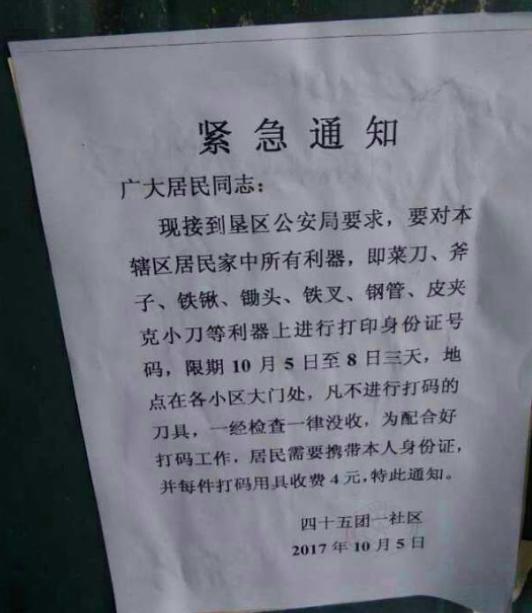 紧急通知
广大居民同志：
现接到垦区公安局要求，要对本
辖区居民家中所有利器，即菜刀、斧
子、铁锹、锄头、铁叉、钢管、皮夹
克小刀等利器上进行打印身份证号
码，限期 10 月 5 日至 8 日三天，地
点在各小区大门处，凡不进行打码的
刀具，一经检查一律没收，为配合好
打码工作，居民需要携带本人身份证，
并每件打码用具收费 4 元，特此通知。
四十五团一社区
2017 年 10 月 5 日